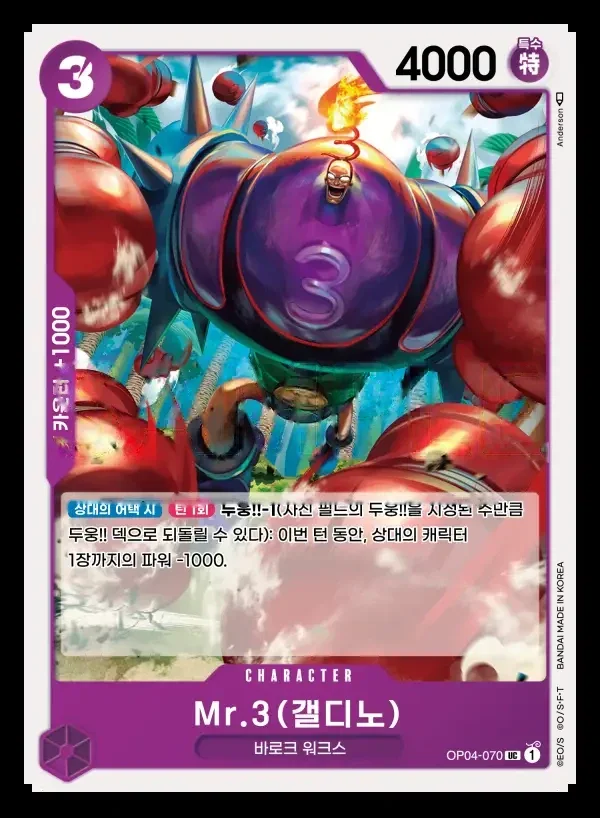 3
4000
특수
特
Anderson
3
카운터 +1000
상대의 어택 시 턴 1회 두웅!!-1(자신 필드의 두웅!!을 지정된 수만큼
두웅!! 덱으로 되돌릴 수 있다): 이번 턴 동안, 상대의 캐릭터
1장까지의 파워 -1000.
CHARACTER
Mr.3(갤디노)
바로크 워크스
OP04-070 UC 1
©EO/S ©O/S·F·T BANDAI MADE IN KOREA